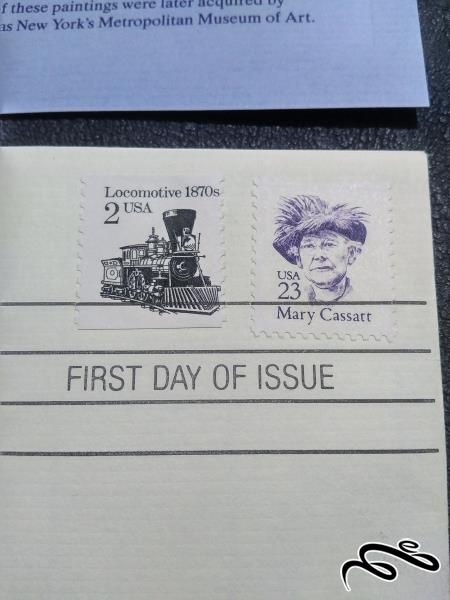 of these paintings were later acquired by
as New York's Metropolitan Museum of Art.
Locomotive 1870s
2 USA
USA
23
Mary Cassatt
FIRST DAY OF ISSUE